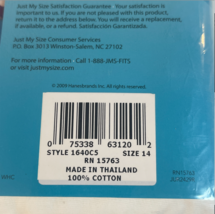 Just My Size Satisfaction Guarantee Your satisfaction is
important to us. If you are not pleased with this product,
return it to the address below. You will receive a replacement,
if available, or a refund. Satisfacción Garantizella.
Just My Size Consumer Services
P.O. Box 3013 Winston-Salem, NC 27102
For more information Call 1-888-JMS-FITS
or visit justmysize.com
© 2004 Hanesbrands Inc. All rights reserved.
0 75338 63120 2
STYLE 1640C5 SIZE 14
RN 15763
MADE IN THAILAND
100% COTTON